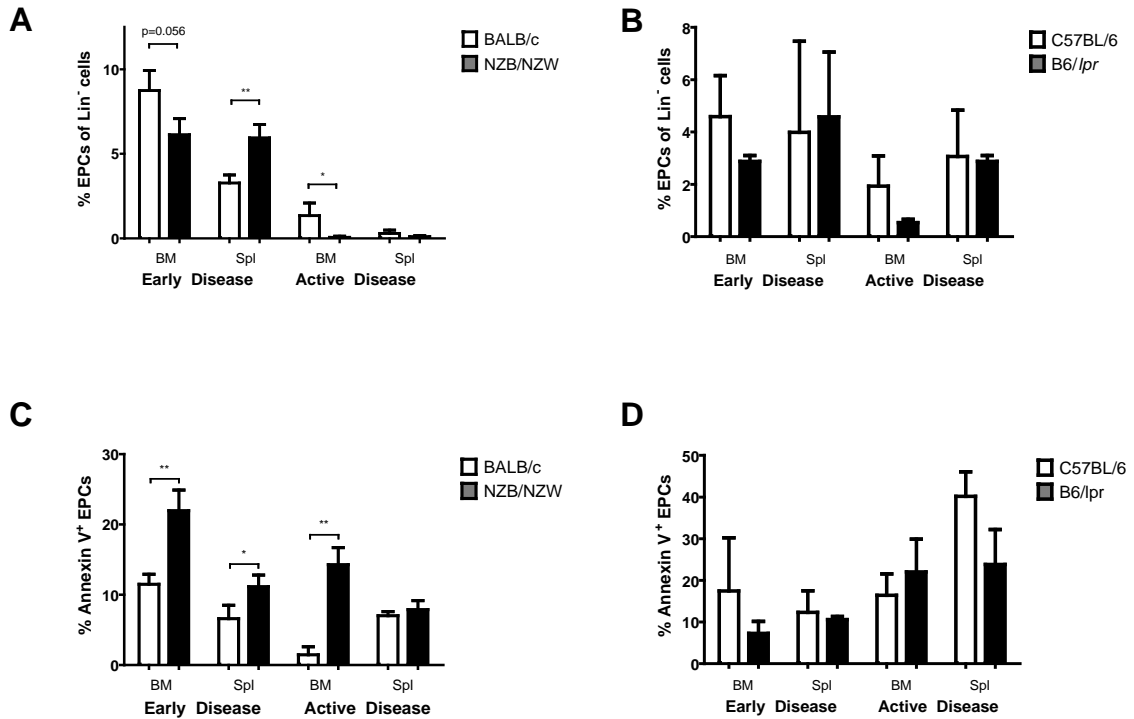 A
% EPCs of Lin⁻ cells
10
5
0
p=0.056
**
*
BALB/c
NZB/NZW
BM Spl BM Spl
Early Disease Active Disease
B
% EPCs of Lin⁻ cells
8
6
4
2
0
C57BL/6
B6/lpr
BM Spl BM Spl
Early Disease Active Disease
C
% Annexin V⁺ EPCs
30
20
10
0
**
*
**
BALB/c
NZB/NZW
BM Spl BM Spl
Early Disease Active Disease
D
% Annexin V⁺ EPCs
50
40
30
20
10
0
C57BL/6
B6/lpr
BM Spl BM Spl
Early Disease Active Disease